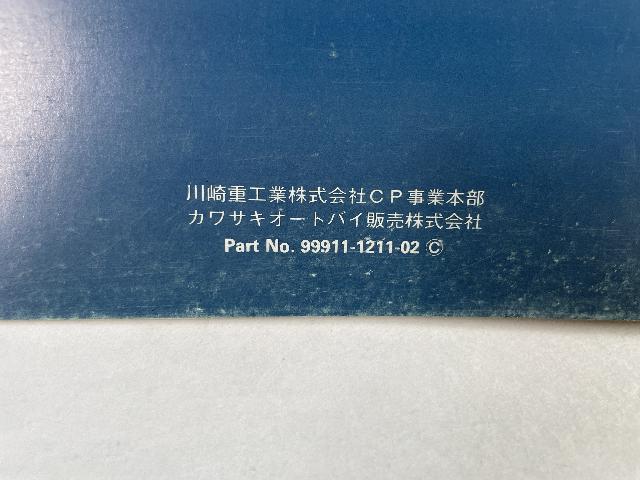 川崎重工業株式会社CP事業本部
カワサキオートバイ販売株式会社
Part No. 99911-1211-02 ©